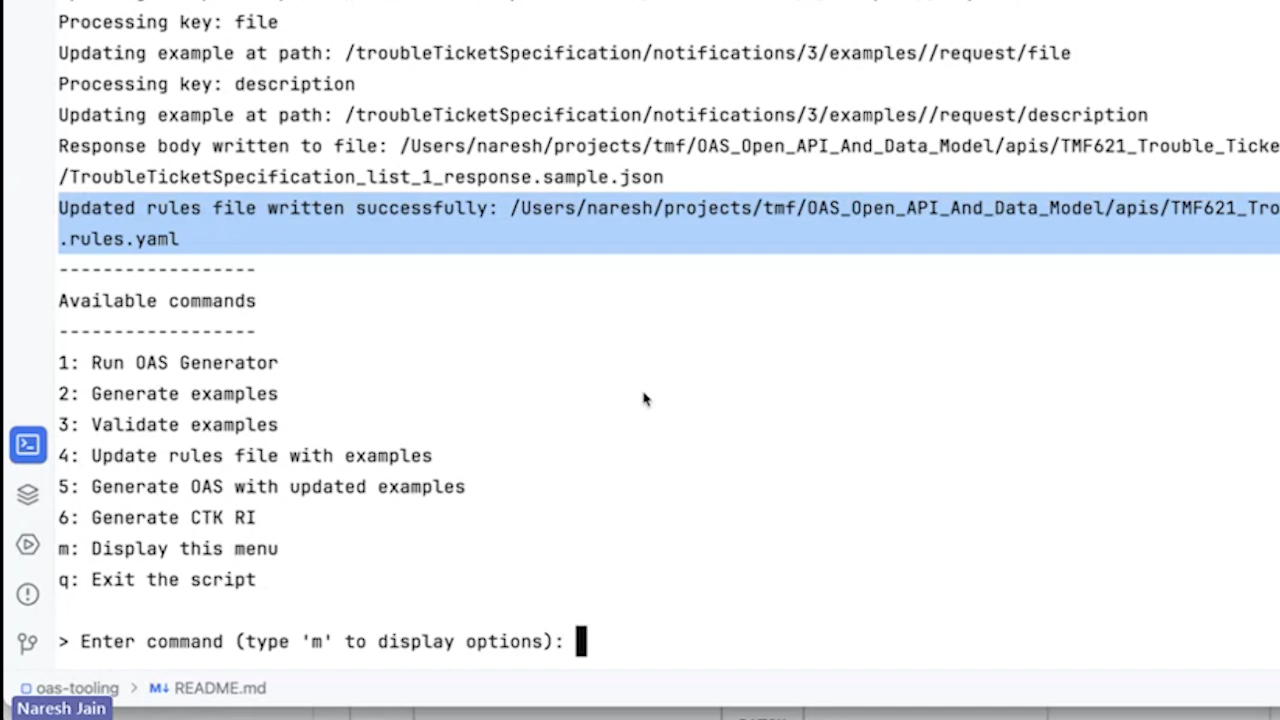 Processing key: file
Updating example at path: /troubleTicketSpecification/notifications/3/examples//request/file
Processing key: description
Updating example at path: /troubleTicketSpecification/notifications/3/examples//request/description
Response body written to file: /Users/naresh/projects/tmf/OAS_Open_API_And_Data_Model/apis/TMF621_Trouble_Ticke
/TroubleTicketSpecification_list_1_response.sample.json
Updated rules file written successfully: /Users/naresh/projects/tmf/OAS_Open_API_And_Data_Model/apis/TMF621_Tro
.rules.yaml
------------------
Available commands
------------------
1: Run OAS Generator
2: Generate examples
3: Validate examples
4: Update rules file with examples
5: Generate OAS with updated examples
6: Generate CTK RI
m: Display this menu
q: Exit the script
> Enter command (type 'm' to display options):
oas-tooling > M↓ README.md
Naresh Jain